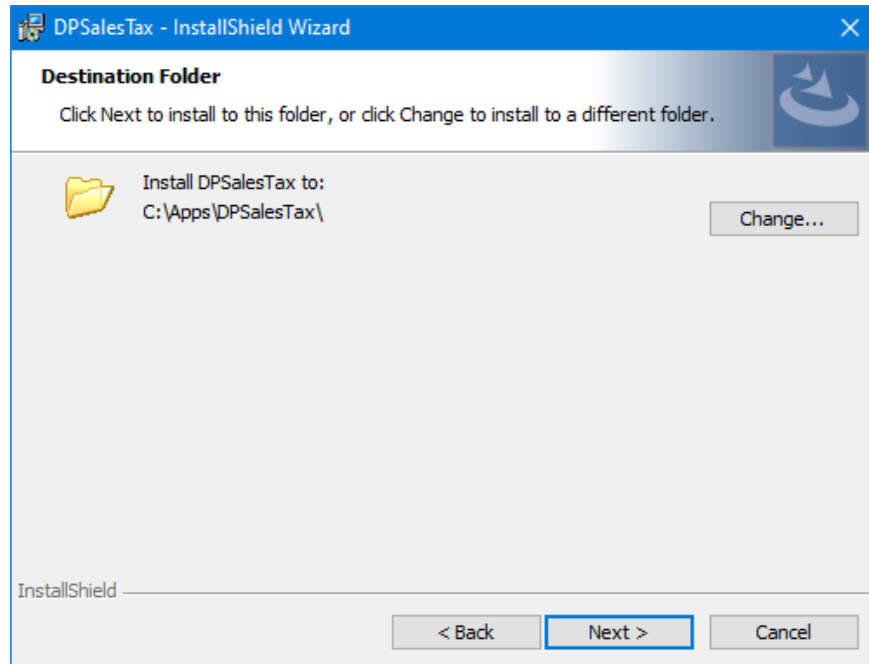 DPSalesTax - InstallShield Wizard
Destination Folder
Click Next to install to this folder, or click Change to install to a different folder.
Install DPSalesTax to:
C:\Apps\DPSalesTax\
Change...
InstallShield
< Back
Next >
Cancel